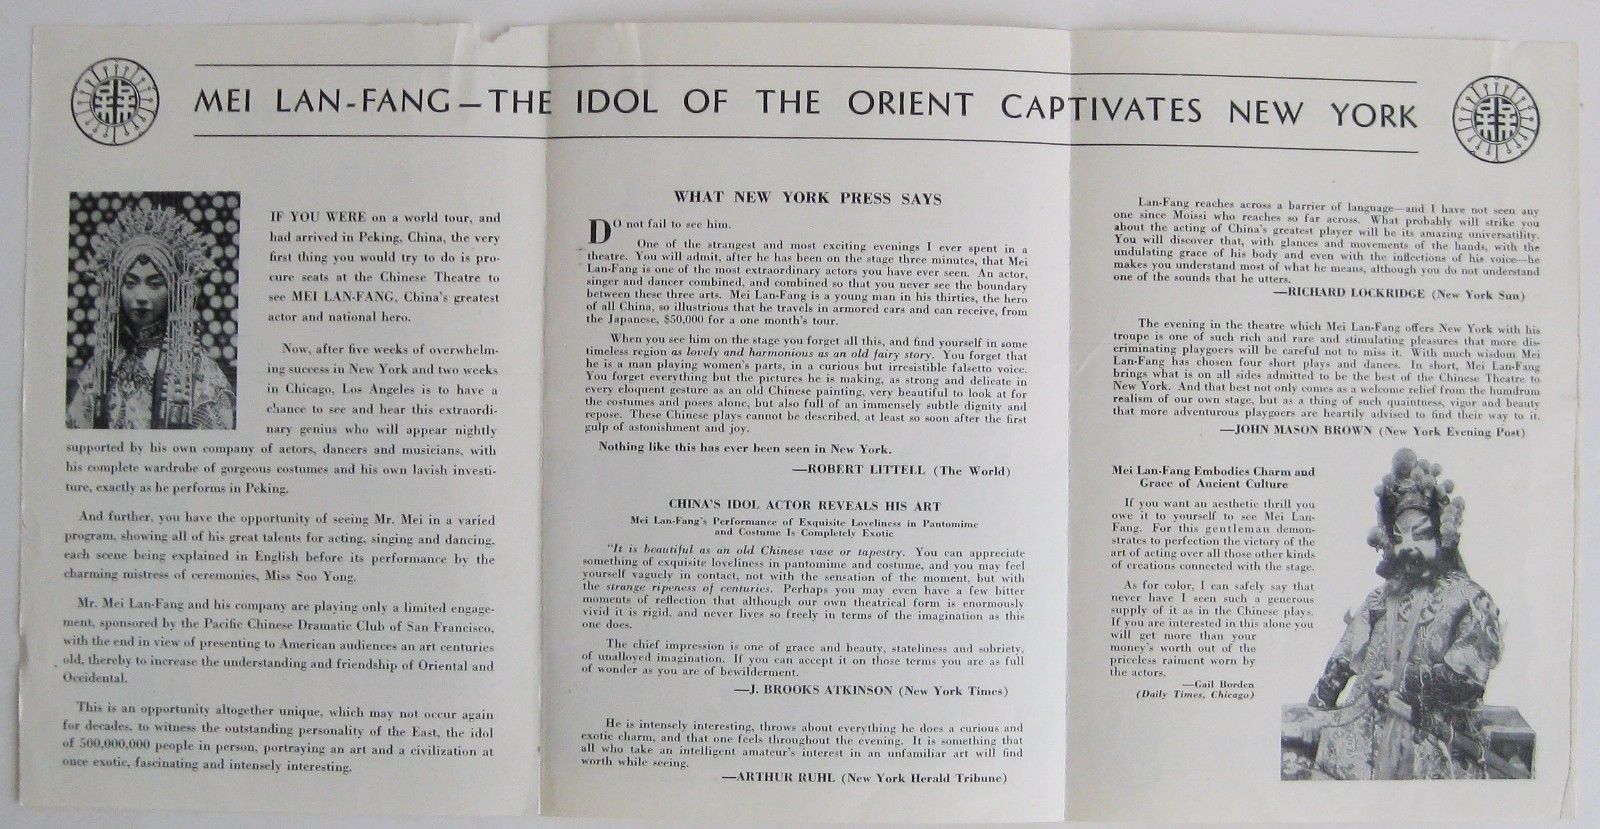 MEI LAN-FANG—THE IDOL OF THE ORIENT CAPTIVATES NEW YORK
IF YOU WERE on a world tour, and
had arrived in Peking, China, the very
first thing you would try to do is pro-
cure seats at the Chinese Theatre to
see MEI LAN-FANG, China's greatest
actor and national hero.
Now, after five weeks of overwhelm-
ing success in New York and two weeks
in Chicago, Los Angeles is to have a
chance to see and hear this extraordi-
nary genius who will appear nightly
supported by his own company of actors, dancers and musicians, with
his complete wardrobe of gorgeous costumes and his own lavish investi-
ture, exactly as he performs in Peking.
And further, you have the opportunity of seeing Mr. Mei in a varied
program, showing all of his great talents for acting, singing and dancing,
each scene being explained in English before its performance by the
charming mistress of ceremonies, Miss Soo Yong.
Mr. Mei Lan-Fang and his company are playing only a limited engage-
ment, sponsored by the Pacific Chinese Dramatic Club of San Francisco,
with the end in view of presenting to American audiences an art centuries
old, thereby to increase the understanding and friendship of Oriental and
Occidental.
This is an opportunity altogether unique, which may not occur again
for decades, to witness the outstanding personality of the East, the idol
of 500,000,000 people in person, portraying an art and a civilization at
once exotic, fascinating and intensely interesting.
WHAT NEW YORK PRESS SAYS
DO not fail to see him.
One of the strangest and most exciting evenings I ever spent in a
theatre. You will admit, after he has been on the stage three minutes, that Mei
Lan-Fang is one of the most extraordinary actors you have ever seen. An actor,
singer and dancer combined, and combined so that you never see the boundary
between these three arts. Mei Lan-Fang is a young man in his thirties, the hero
of all China, so illustrious that he travels in armored cars and can receive, from
the Japanese, $50,000 for a one month's tour.
When you see him on the stage you forget all this, and find yourself in some
timeless region as lovely and harmonious as an old fairy story. You forget that
he is a man playing women's parts, in a curious but irresistible falsetto voice.
You forget everything but the pictures he is making, as strong and delicate in
every eloquent gesture as an old Chinese painting, very beautiful to look at for
the costumes and poses alone, but also full of an immensely subtle dignity and
repose. These Chinese plays cannot be described, at least so soon after the first
gulp of astonishment and joy.
Nothing like this has ever been seen in New York.
—ROBERT LITTELL (The World)
CHINA'S IDOL ACTOR REVEALS HIS ART
Mei Lan-Fang's Performance of Exquisite Loveliness in Pantomime
and Costume Is Completely Exotic
"It is beautiful as an old Chinese vase or tapestry. You can appreciate
something of exquisite loveliness in pantomime and costume, and you may feel
yourself vaguely in contact, not with the sensation of the moment, but with
the strange ripeness of centuries. Perhaps you may even have a few bitter
moments of reflection that although our own theatrical form is enormously
vivid it is rigid, and never lives so freely in terms of the imagination as this
one does.
The chief impression is one of grace and beauty, stateliness and sobriety,
of unalloyed imagination. If you can accept it on those terms you are as full
of wonder as you are of bewilderment.
—J. BROOKS ATKINSON (New York Times)
He is intensely interesting, throws about everything he does a curious and
exotic charm, and that one feels throughout the evening. It is something that
all who take an intelligent amateur's interest in an unfamiliar art will find
worth while seeing.
—ARTHUR RUHL (New York Herald Tribune)
Lan-Fang reaches across a barrier of language—and I have not seen any
one since Moissi who reaches so far across. What probably will strike you
about the acting of China's greatest player will be its amazing universatility.
You will discover that, with glances and movements of the hands, with the
undulating grace of his body and even with the inflections of his voice—he
makes you understand most of what he means, although you do not understand
one of the sounds that he utters.
—RICHARD LOCKRIDGE (New York Sun)
The evening in the theatre which Mei Lan-Fang offers New York with his
troupe is one of such rich and rare and stimulating pleasures that more dis-
criminating playgoers will be careful not to miss it. With much wisdom Mei
Lan-Fang has chosen four short plays and dances. In short, Mei Lan-Fang
brings what is on all sides admitted to be the best of the Chinese Theatre to
New York. And that best not only comes as a welcome relief from the humdrum
realism of our own stage, but as a thing of such quaintness, vigor and beauty
that more adventurous playgoers are heartily advised to find their way to it.
—JOHN MASON BROWN (New York Evening Post)
Mei Lan-Fang Embodies Charm and
Grace of Ancient Culture
If you want an aesthetic thrill you
owe it to yourself to see Mei Lan-
Fang. For this gentleman demon-
strates to perfection the victory of the
art of acting over all those other kinds
of creations connected with the stage.
As for color, I can safely say that
never have I seen such a generous
supply of it as in the Chinese plays.
If you are interested in this alone you
will get more than your
money's worth out of the
priceless raiment worn by
the actors.
—Gail Borden
(Daily Times, Chicago)